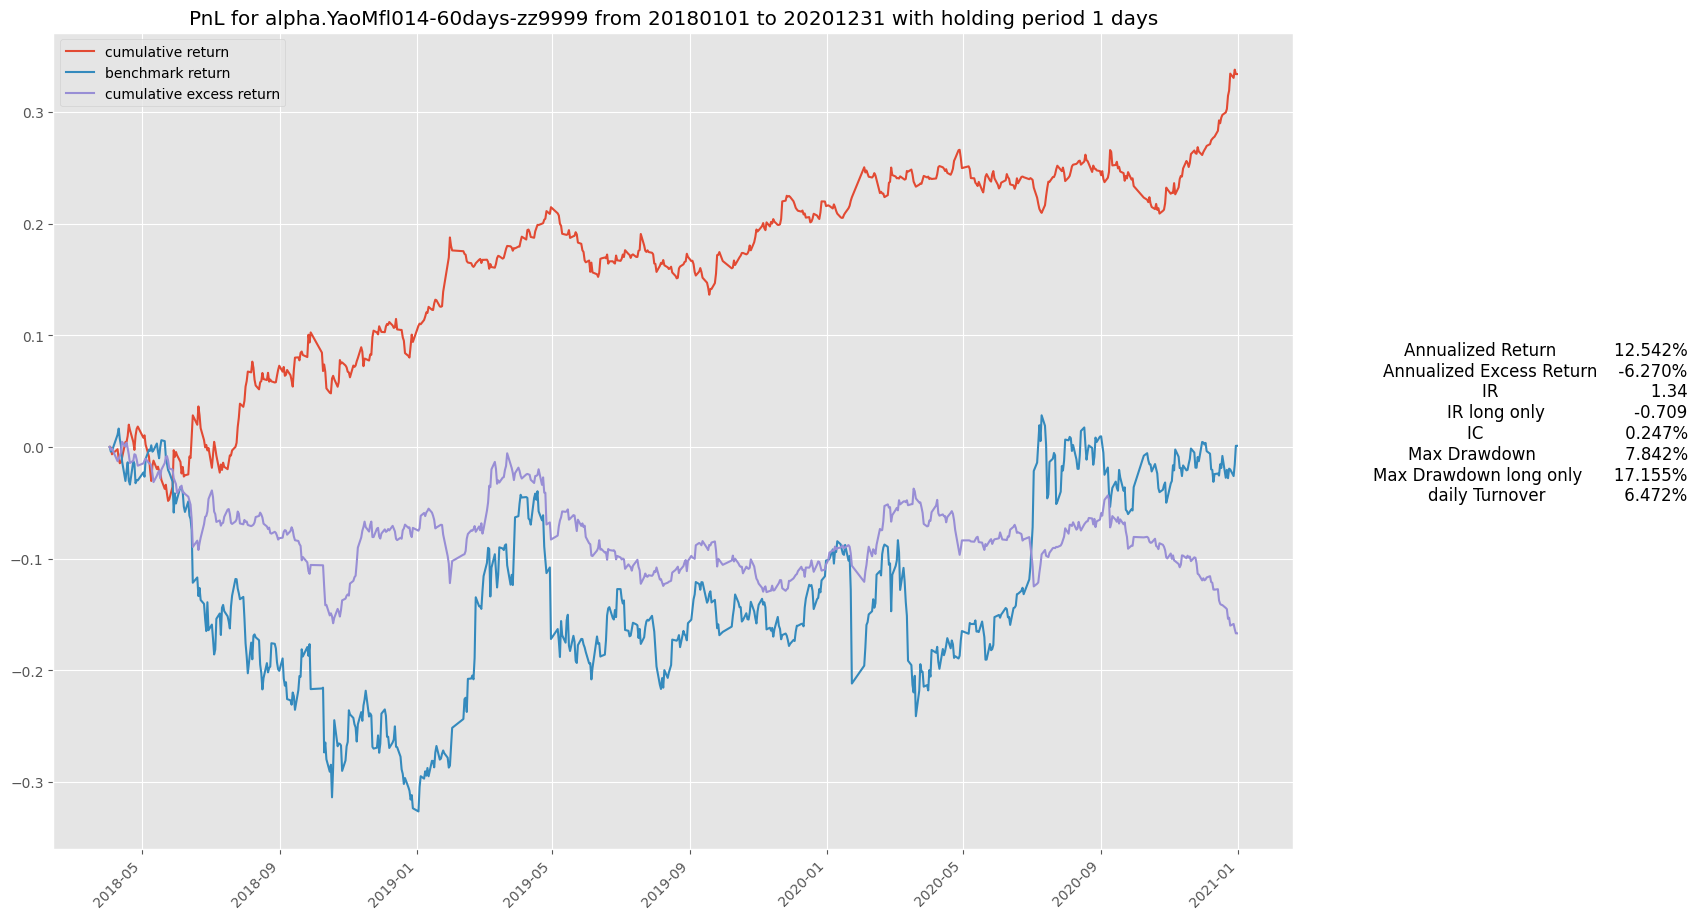 PnL for alpha.YaoMfl014-60days-zz9999 from 20180101 to 20201231 with holding period 1 days
cumulative return
benchmark return
cumulative excess return
0.3
0.2
0.1
0.0
−0.1
−0.2
−0.3
2018-05
2018-09
2019-01
2019-05
2019-09
2020-01
2020-05
2020-09
2021-01
Annualized Return 12.542%
Annualized Excess Return -6.270%
IR 1.34
IR long only -0.709
IC 0.247%
Max Drawdown 7.842%
Max Drawdown long only 17.155%
daily Turnover 6.472%